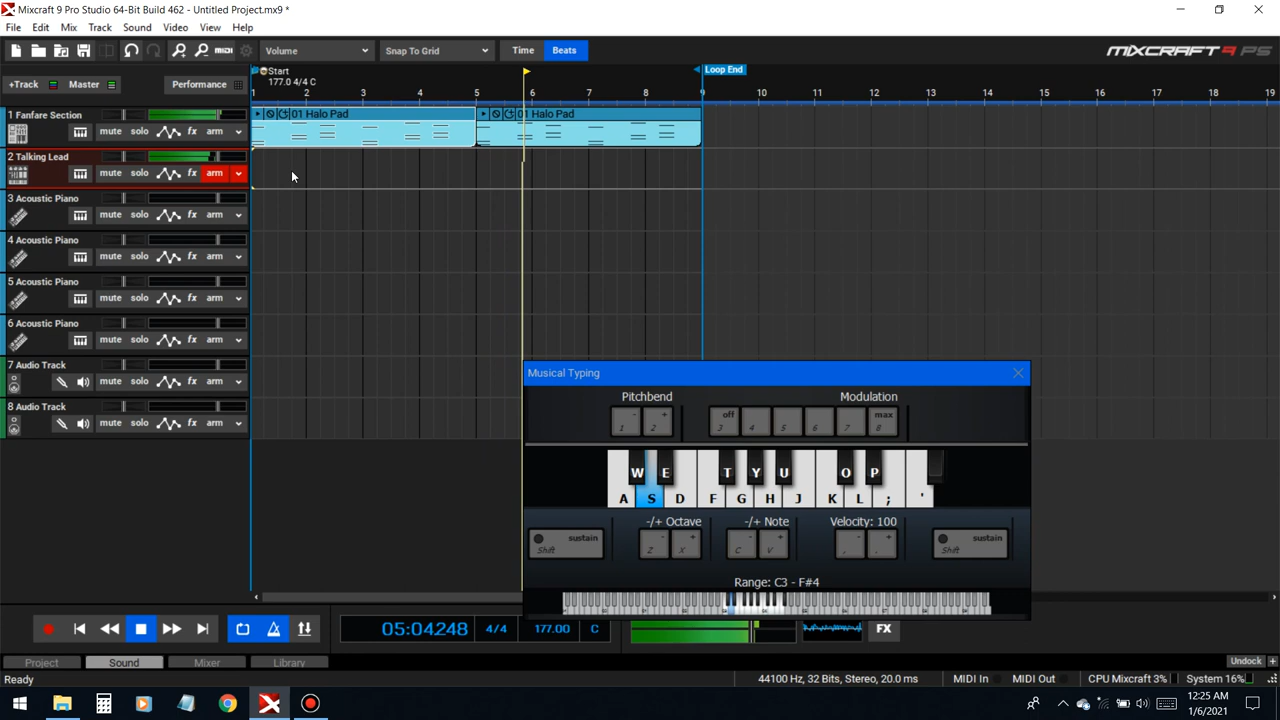 Mixcraft 9 Pro Studio 64-Bit Build 462 - Untitled Project.mx9 *
File Edit Mix Track Sound Video View Help
MIDI Volume Snap To Grid Time Beats MIXCRAFT 9 PS
+Track Master Performance
Start
177.0 4/4 C
Loop End
1 2 3 4 5 6 7 8 9 10 11 12 13 14 15 16 17 18 19
1 Fanfare Section
mute solo fx arm
01 Halo Pad 01 Halo Pad
2 Talking Lead
mute solo fx arm
3 Acoustic Piano
mute solo fx arm
4 Acoustic Piano
mute solo fx arm
5 Acoustic Piano
mute solo fx arm
6 Acoustic Piano
mute solo fx arm
7 Audio Track
mute solo fx arm
8 Audio Track
mute solo fx arm
Musical Typing
Pitchbend Modulation
- + off max
1 2 3 4 5 6 7 8
W E T Y U O P
A S D F G H J K L ; '
-/+ Octave -/+ Note Velocity: 100
sustain - + - + - + sustain
Shift Z X C V , . Shift
Range: C3 - F#4
05:04.248 4/4 177.00 C FX
Project Sound Mixer Library Undock +
Ready 44100 Hz, 32 Bits, Stereo, 20.0 ms MIDI In MIDI Out CPU Mixcraft 3% System 16%
12:25 AM
1/6/2021